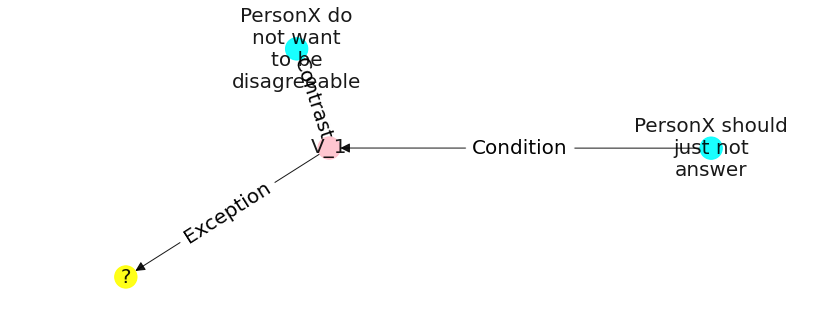 PersonX do
not want
to be
disagreeable
Contrast
PersonX should
just not
answer
Condition
V_1
Exception
?